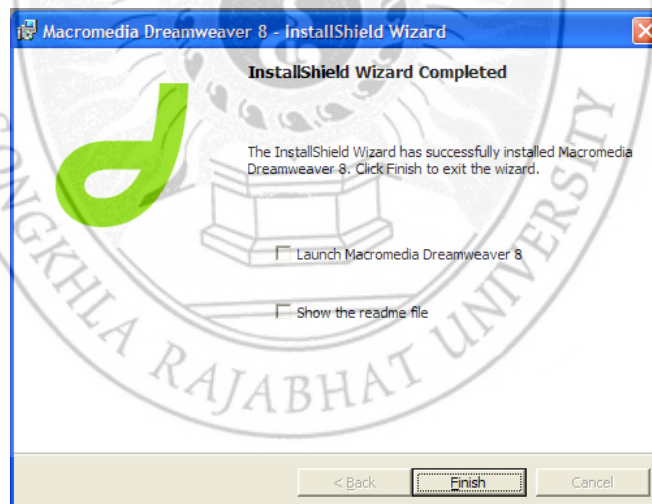 Macromedia Dreamweaver 8 - InstallShield Wizard
InstallShield Wizard Completed
The InstallShield Wizard has successfully installed Macromedia
Dreamweaver 8. Click Finish to exit the wizard.
Launch Macromedia Dreamweaver 8
Show the readme file
SONGKHLA RAJABHAT UNIVERSITY
< Back
Finish
Cancel